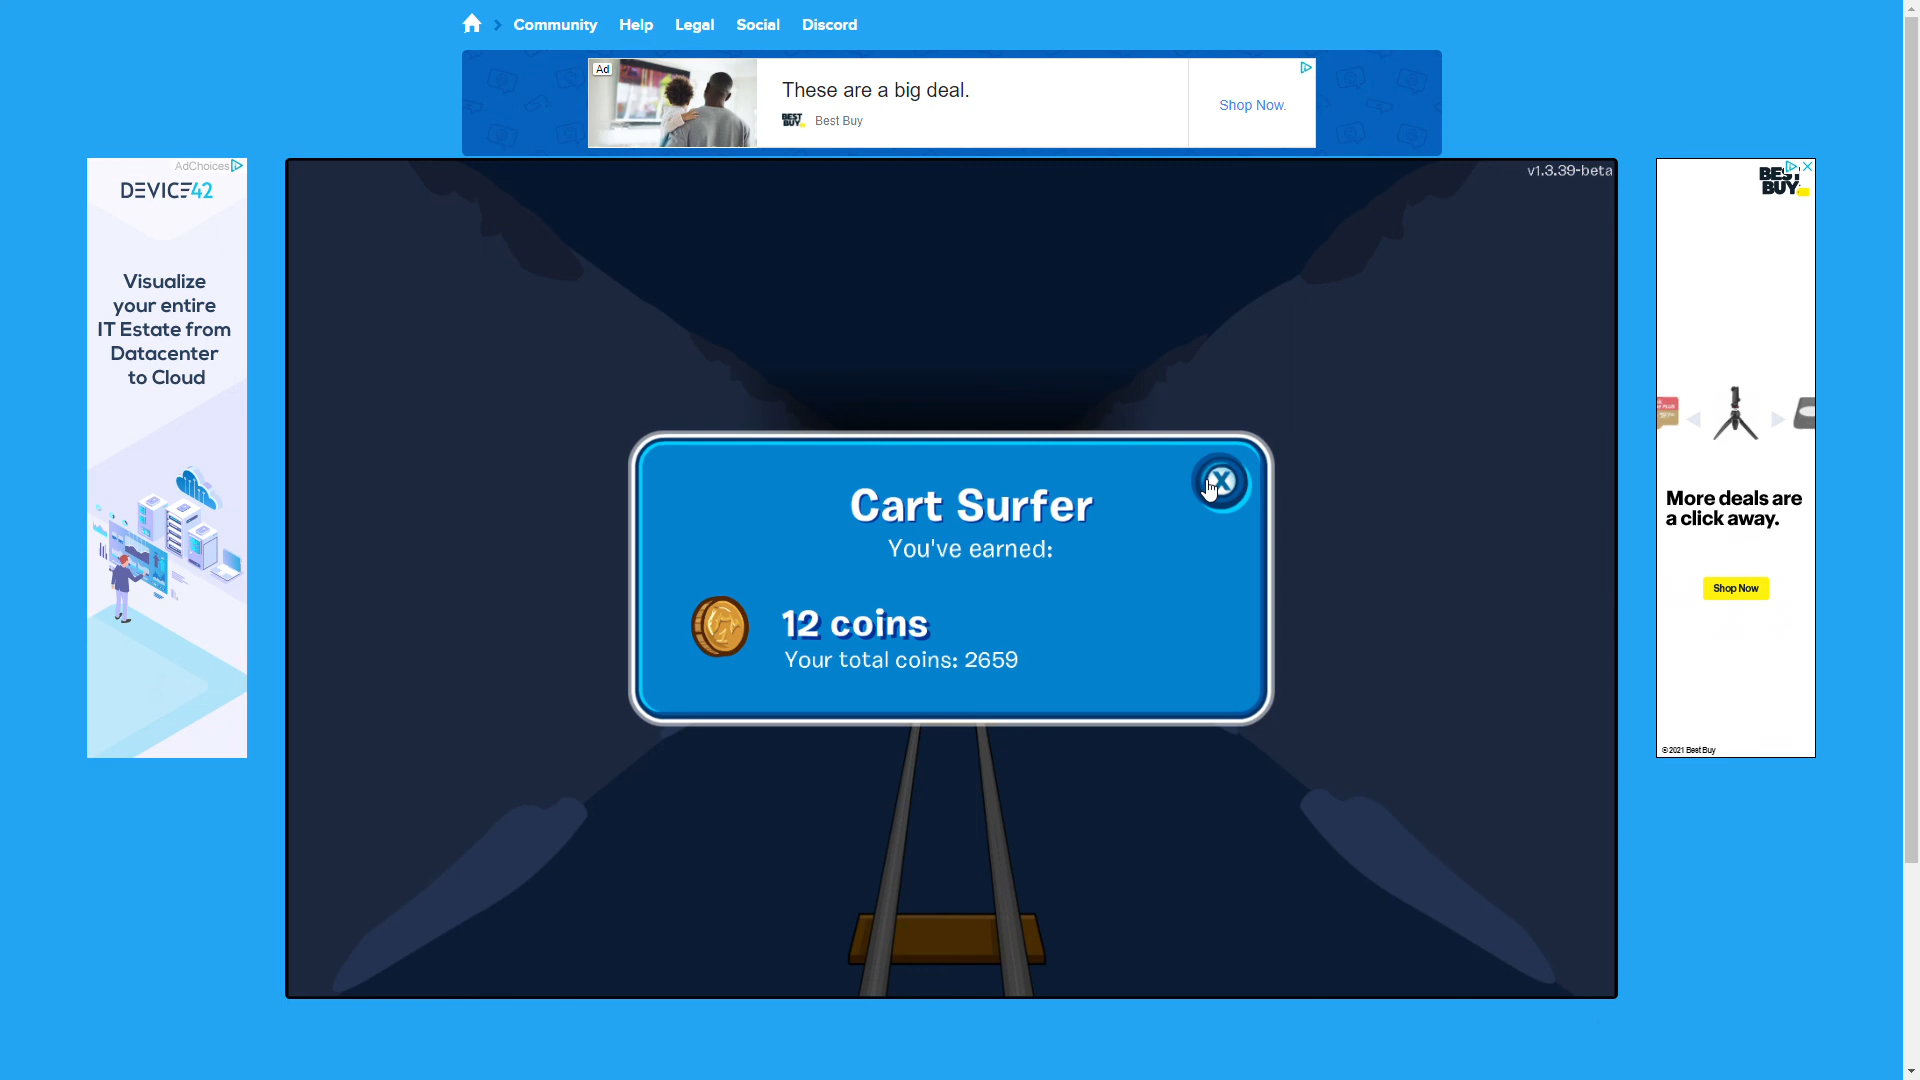 Community Help Legal Social Discord
Ad
These are a big deal.
BEST BUY
Best Buy
Shop Now.
AdChoices
DEVICE42
Visualize
your entire
IT Estate from
Datacenter
to Cloud
v1.3.39-beta
Cart Surfer
You've earned:
12 coins
Your total coins: 2659
X
BEST
BUY
More deals are
a click away.
Shop Now
© 2021 Best Buy